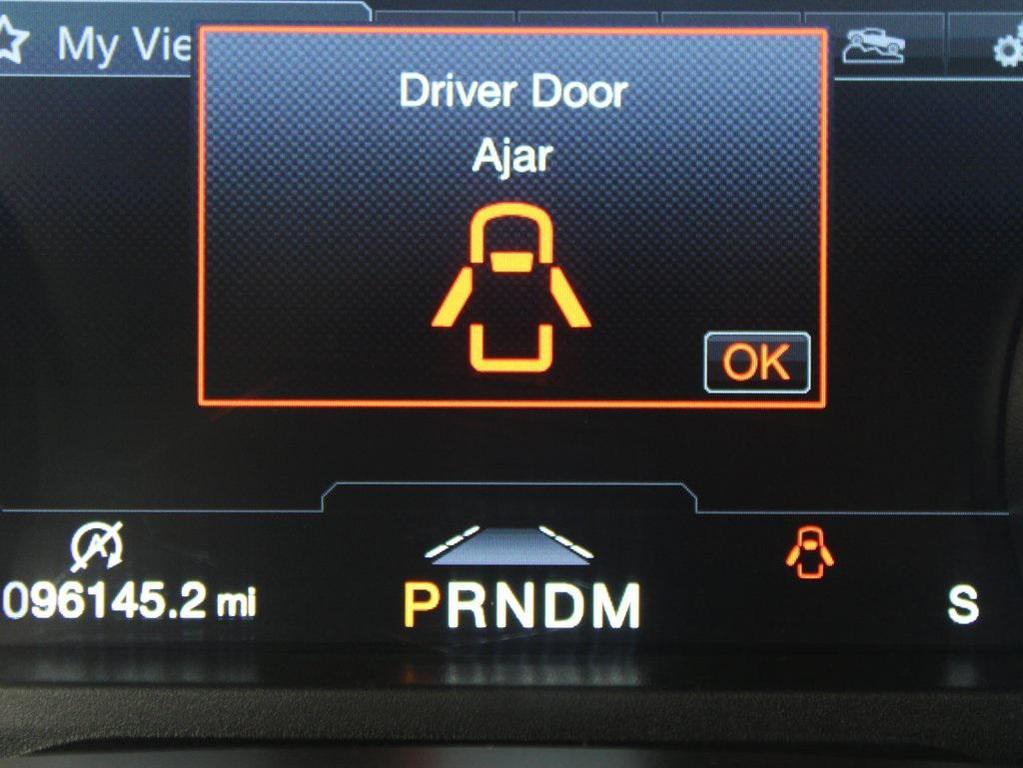 My Vie
Driver Door
Ajar
OK
A
096145.2 mi
PRNDM
S